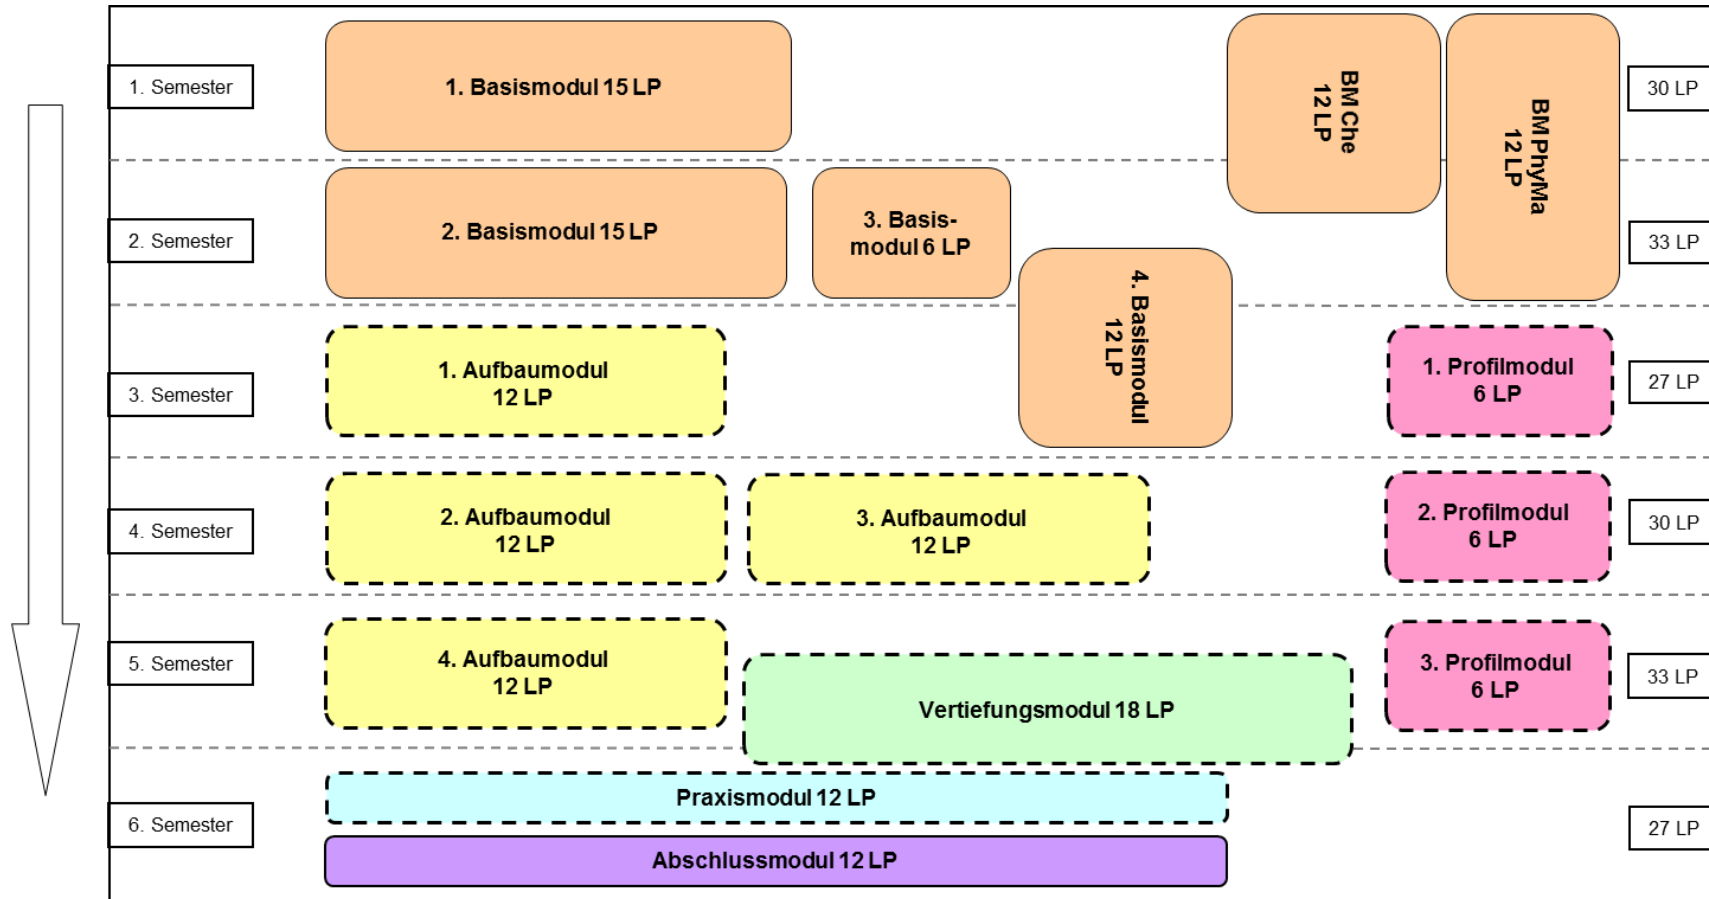 1. Semester
1. Basismodul 15 LP
BM Che
12 LP
BM PhyMa
12 LP
30 LP
2. Semester
2. Basismodul 15 LP
3. Basis-
modul 6 LP
4. Basismodul
12 LP
33 LP
3. Semester
1. Aufbaumodul
12 LP
1. Profilmodul
6 LP
27 LP
4. Semester
2. Aufbaumodul
12 LP
3. Aufbaumodul
12 LP
2. Profilmodul
6 LP
30 LP
5. Semester
4. Aufbaumodul
12 LP
Vertiefungsmodul 18 LP
3. Profilmodul
6 LP
33 LP
6. Semester
Praxismodul 12 LP
Abschlussmodul 12 LP
27 LP